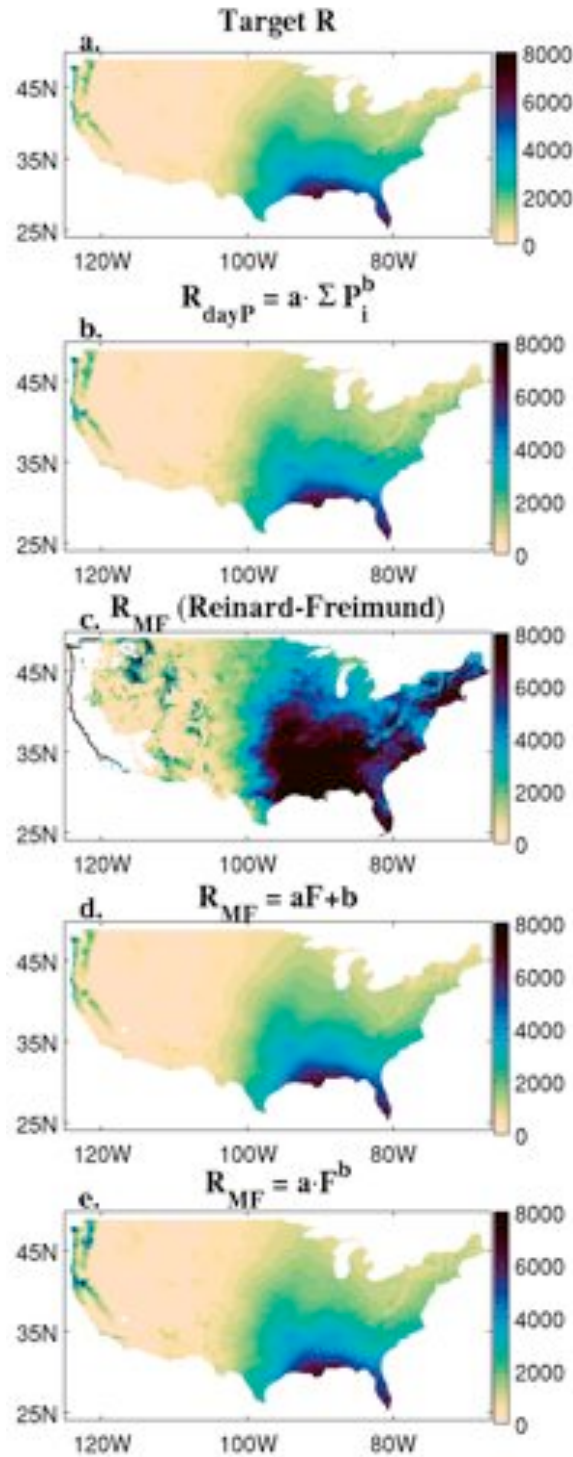 Target R
a.
45N
35N
25N
120W 100W 80W
8000
6000
4000
2000
0
R_dayP = a· Σ P_i^b
b.
45N
35N
25N
120W 100W 80W
8000
6000
4000
2000
0
R_MF (Reinard-Freimund)
c.
45N
35N
25N
120W 100W 80W
8000
6000
4000
2000
0
R_MF = aF+b
d.
45N
35N
25N
120W 100W 80W
8000
6000
4000
2000
0
R_MF = a·F^b
e.
45N
35N
25N
120W 100W 80W
8000
6000
4000
2000
0